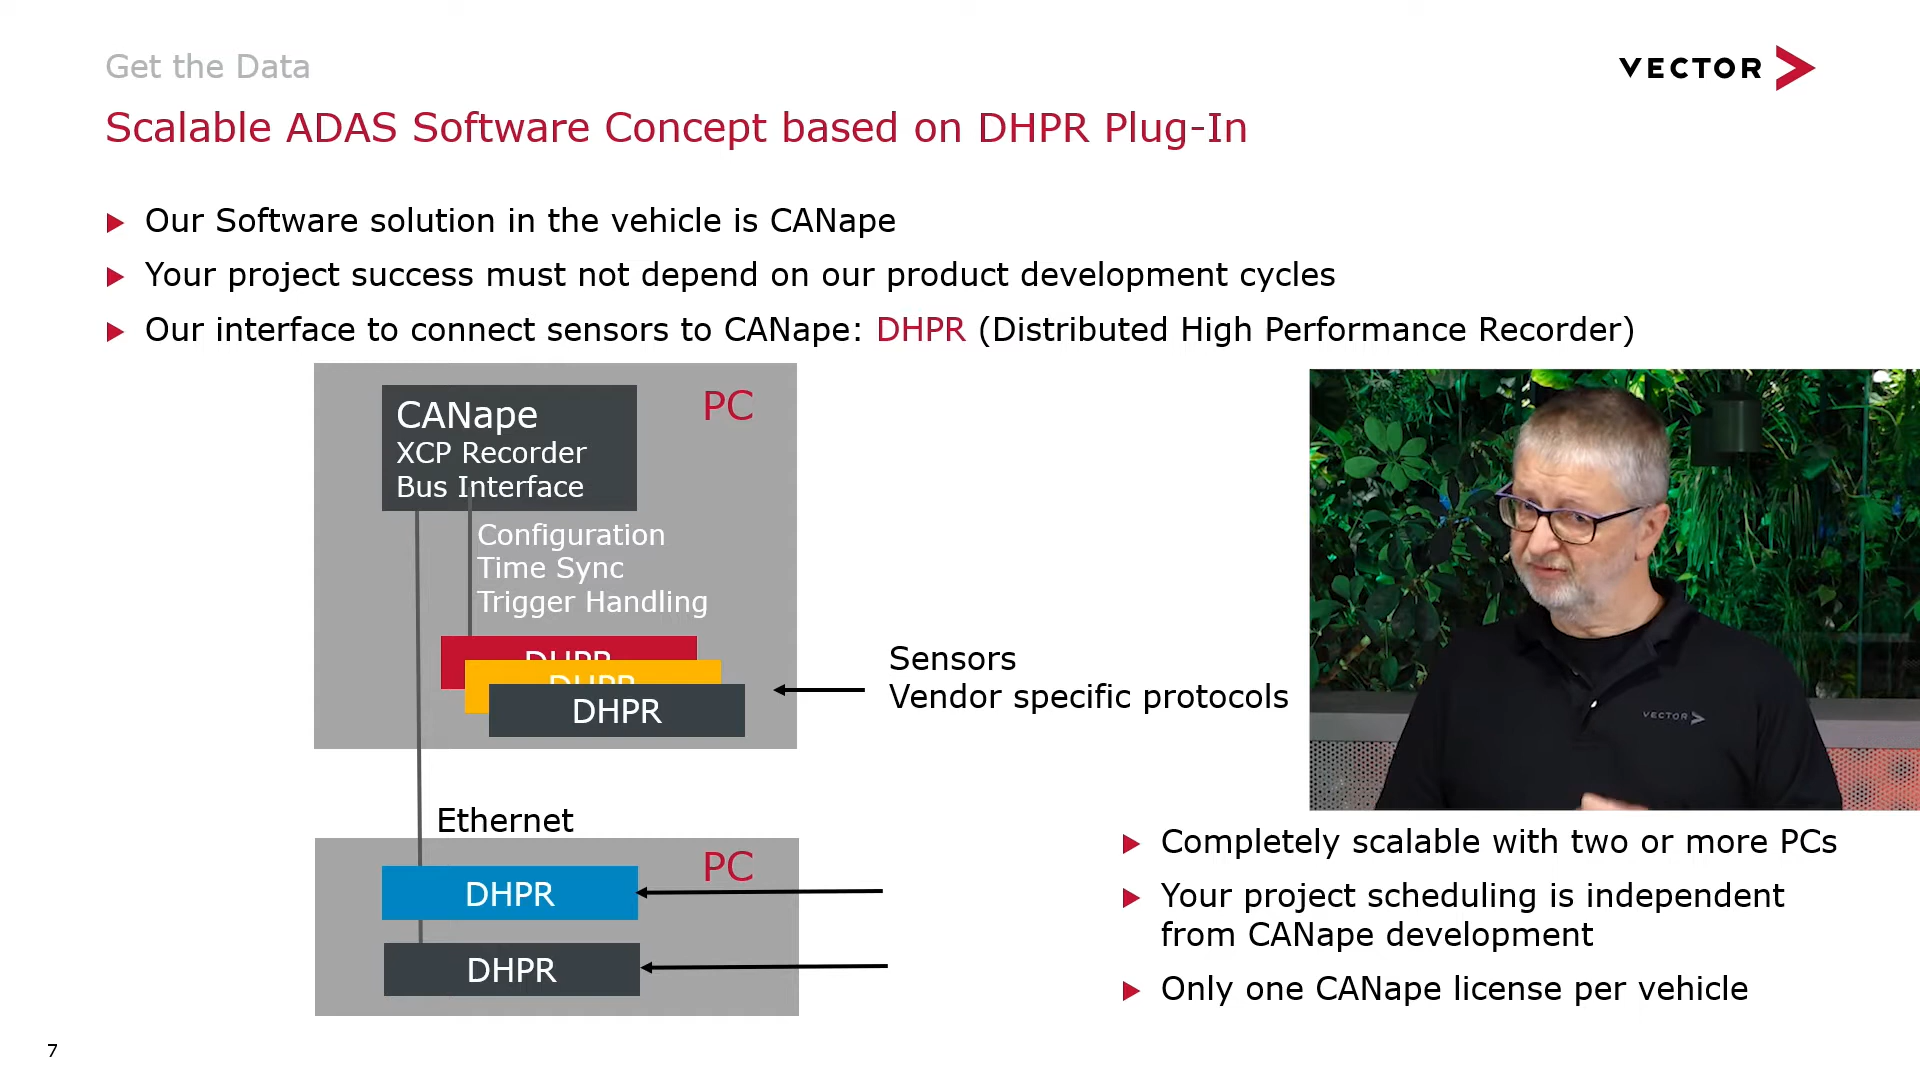 Get the Data
VECTOR
Scalable ADAS Software Concept based on DHPR Plug-In
Our Software solution in the vehicle is CANape
Your project success must not depend on our product development cycles
Our interface to connect sensors to CANape: DHPR (Distributed High Performance Recorder)
PC
CANape
XCP Recorder
Bus Interface
Configuration
Time Sync
Trigger Handling
DHPR
DHPR
DHPR
Sensors
Vendor specific protocols
VECTOR
Ethernet
PC
DHPR
DHPR
Completely scalable with two or more PCs
Your project scheduling is independent
from CANape development
Only one CANape license per vehicle
7